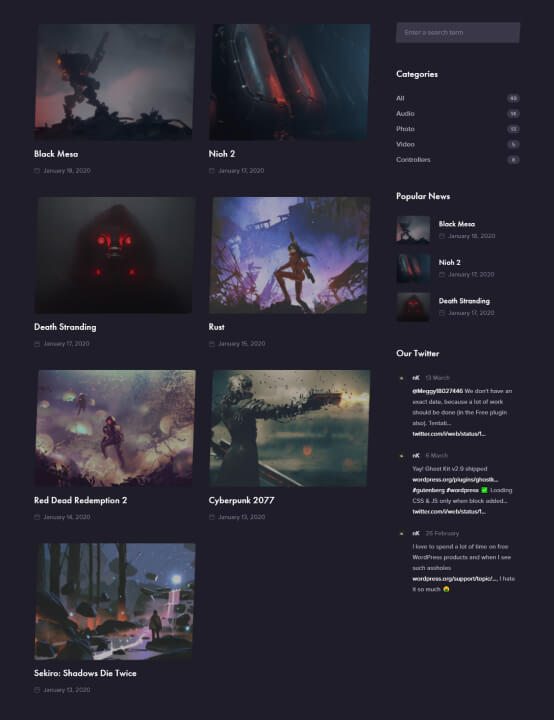 Black Mesa
January 18, 2020
Nioh 2
January 17, 2020
Death Stranding
January 17, 2020
Rust
January 15, 2020
Red Dead Redemption 2
January 14, 2020
Cyberpunk 2077
January 13, 2020
Sekiro: Shadows Die Twice
January 13, 2020
Enter a search term
Categories
All
Audio
14
Photo
Video
5
Controllers
8
Popular News
Black Mesa
January 18, 2020
Nioh 2
January 17, 2020
Death Stranding
January 17, 2020
Our Twitter
nK 13 March
@Meggy18027446 We don't have an
exact date, because a lot of work
should be done (in the Free plugin
also). Tentati...
twitter.com/i/web/status/1...
nK 6 March
Yay! Ghost Kit v2.9 shipped
wordpress.org/plugins/ghostk...
#gutenberg #wordpress ✅ Loading
CSS & JS only when block added...
twitter.com/i/web/status/1...
nK 25 February
I love to spend a lot of time on free
WordPress products and when I see
such assholes
wordpress.org/support/topic/..., I hate
it so much